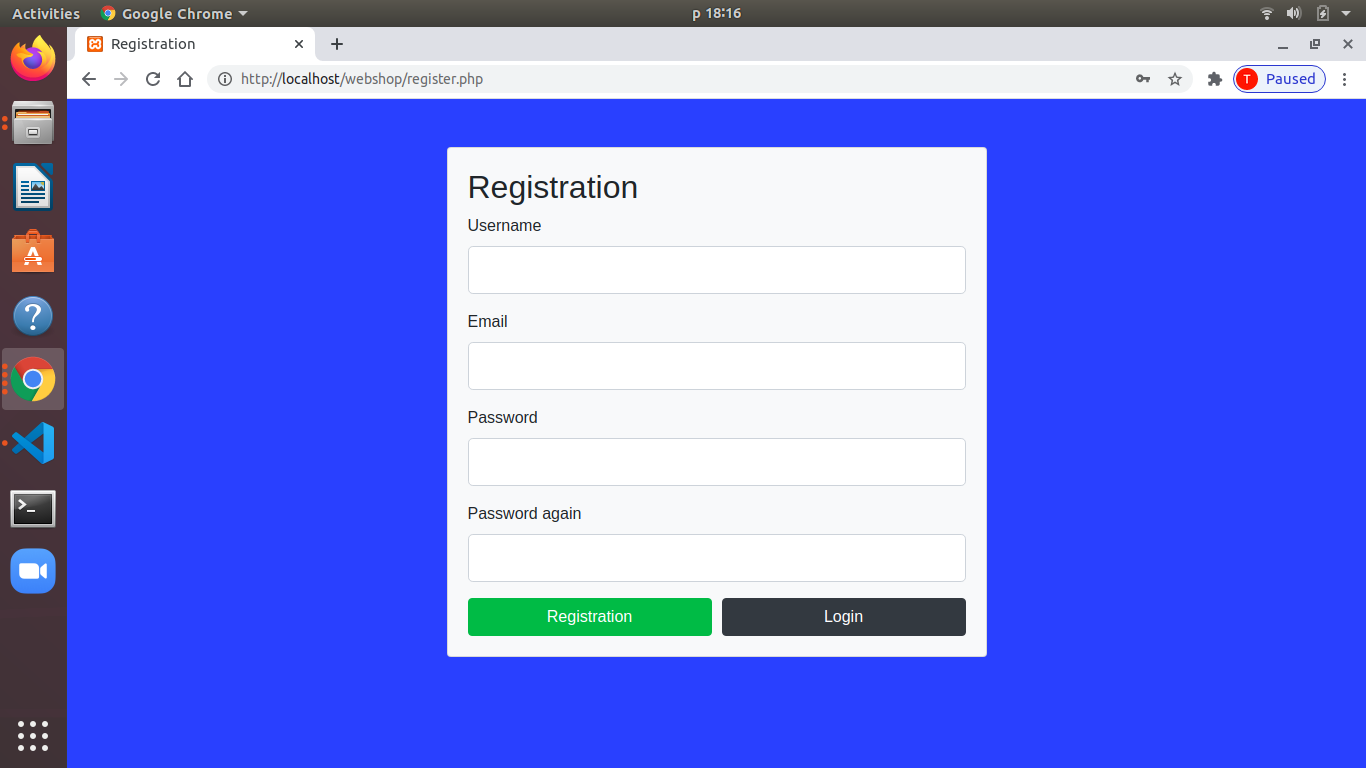 Activities
Google Chrome
p 18:16
Registration
http://localhost/webshop/register.php
T
Paused
Registration
Username
Email
Password
Password again
Registration
Login